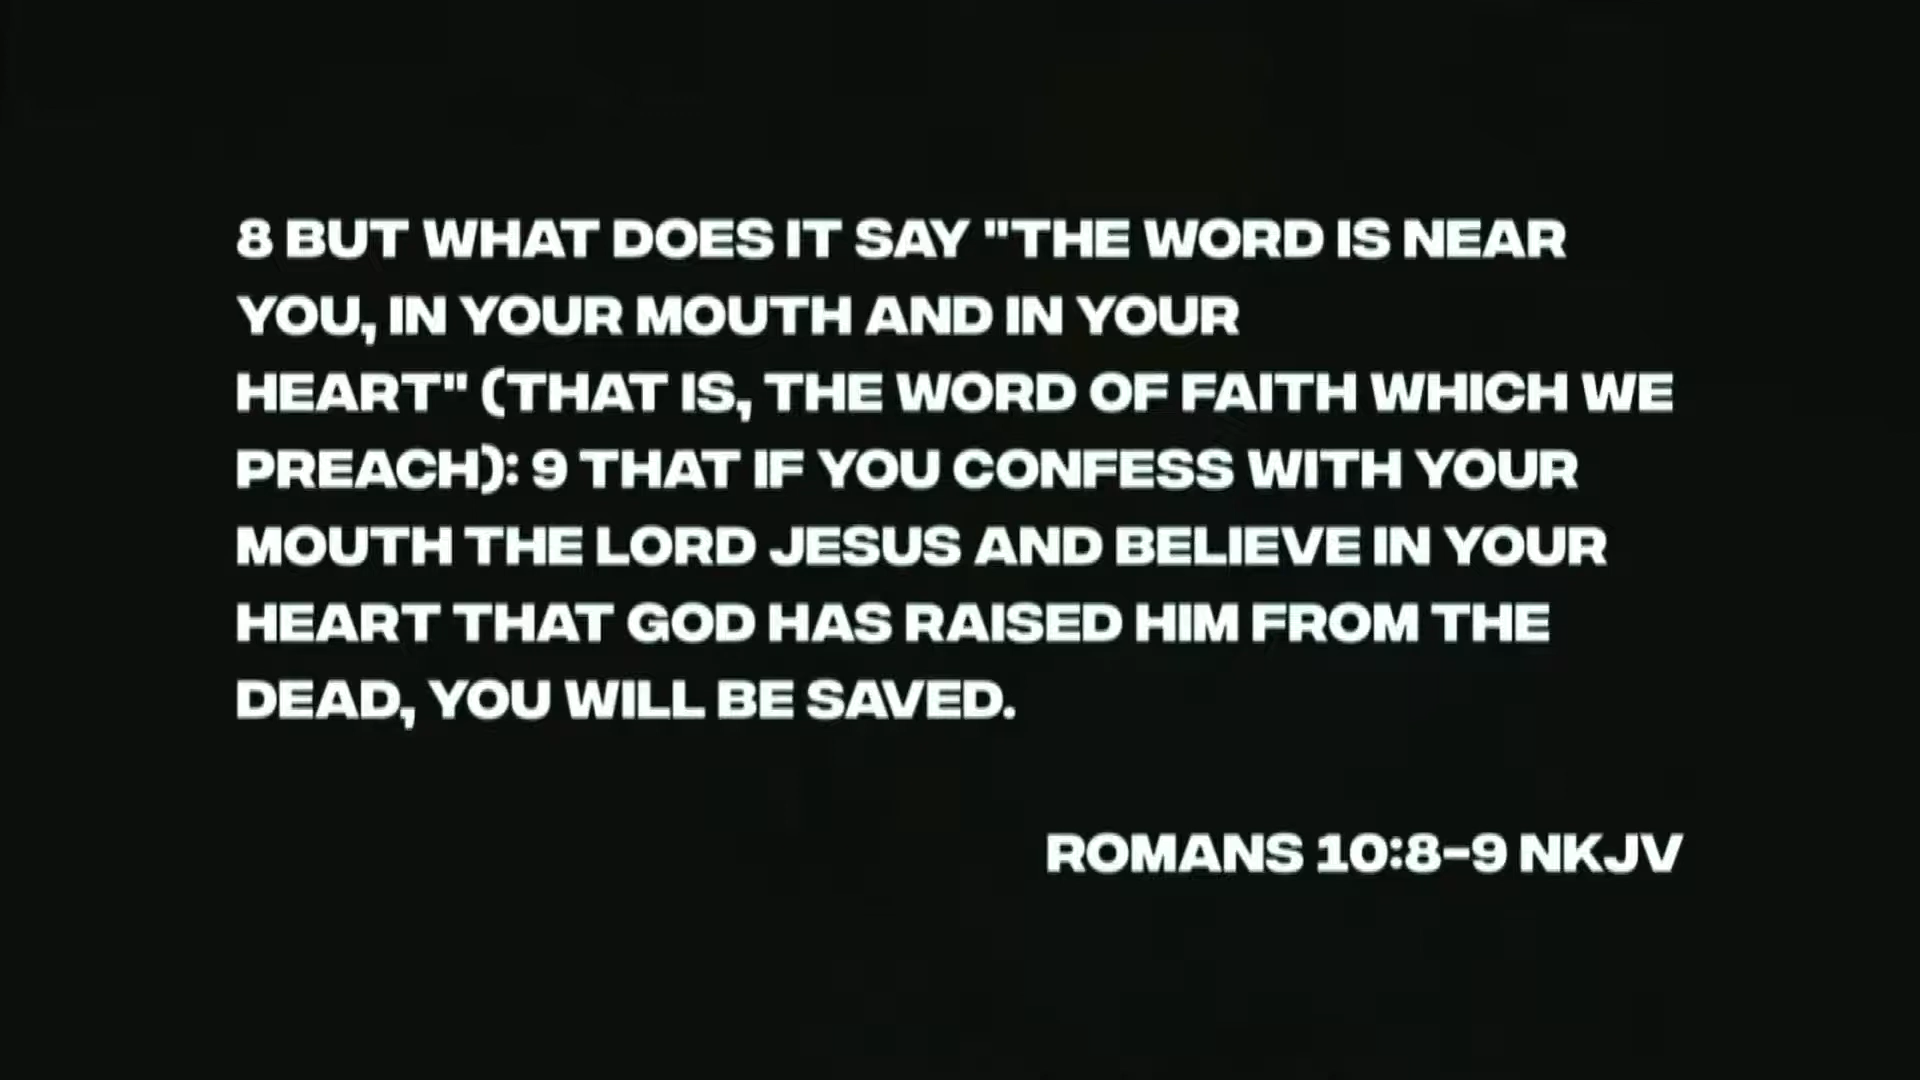 8 BUT WHAT DOES IT SAY "THE WORD IS NEAR
YOU, IN YOUR MOUTH AND IN YOUR
HEART" (THAT IS, THE WORD OF FAITH WHICH WE
PREACH): 9 THAT IF YOU CONFESS WITH YOUR
MOUTH THE LORD JESUS AND BELIEVE IN YOUR
HEART THAT GOD HAS RAISED HIM FROM THE
DEAD, YOU WILL BE SAVED.
ROMANS 10:8-9 NKJV